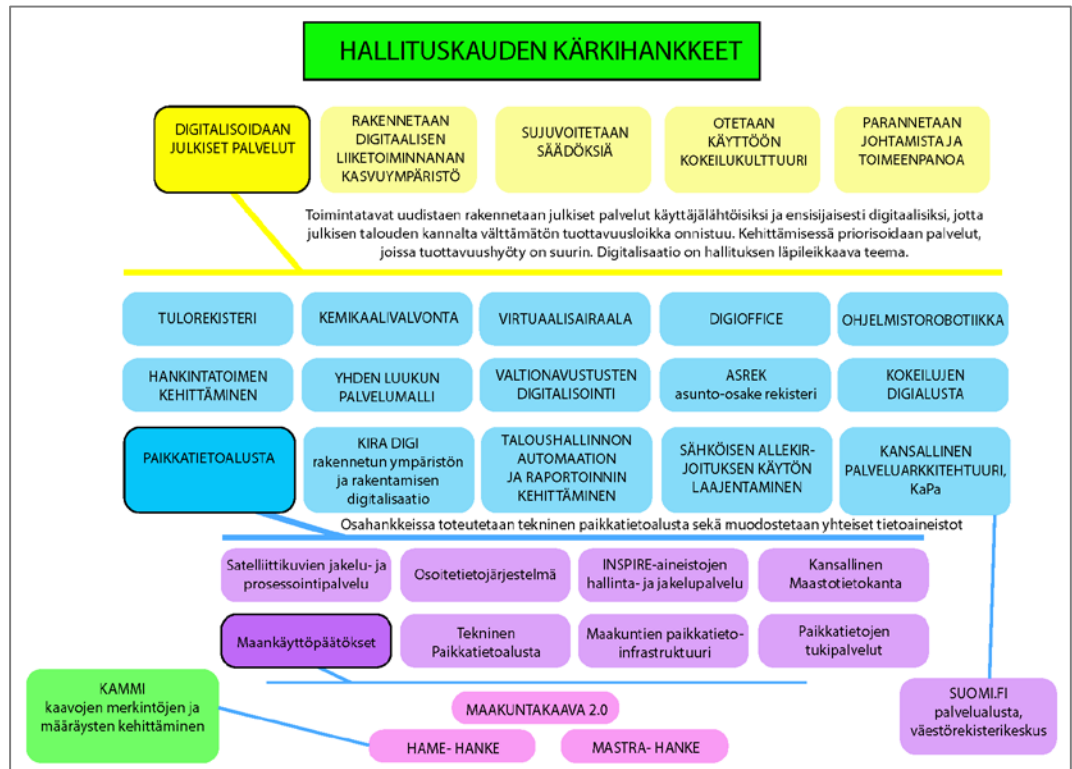 HALLITUSKAUDEN KÄRKIHANKKEET
DIGITALISOIDAAN
JULKISET PALVELUT
RAKENNETAAN
DIGITAALISEN
LIIKETOIMINNANAN
KASVUYMPÄRISTÖ
SUJUVOITETAAN
SÄÄDÖKSIÄ
OTETAAN
KÄYTTÖÖN
KOKEILUKULTTUURI
PARANNETAAN
JOHTAMISTA JA
TOIMEENPANOA
Toimintatavat uudistaen rakennetaan julkiset palvelut käyttäjälähtöisiksi ja ensisijaisesti digitaalisiksi, jotta
julkisen talouden kannalta välttämätön tuottavuusloikka onnistuu. Kehittämisessä priorisoidaan palvelut,
joissa tuottavuushyöty on suurin. Digitalisaatio on hallituksen läpileikkaava teema.
TULOREKISTERI
KEMIKAALIVALVONTA
VIRTUAALISAIRAALA
DIGIOFFICE
OHJELMISTOROBOTIIKKA
HANKINTATOIMEN
KEHITTÄMINEN
YHDEN LUUKUN
PALVELUMALLI
VALTIONAVUSTUSTEN
DIGITALISOINTI
ASREK
asunto-osake rekisteri
KOKEILUJEN
DIGIALUSTA
PAIKKATIETOALUSTA
KIRA DIGI
rakennetun ympäristön
ja rakentamisen
digitalisaatio
TALOUSHALLINNON
AUTOMAATION
JA RAPORTOINNIN
KEHITTÄMINEN
SÄHKÖISEN ALLEKIR-
JOITUKSEN KÄYTÖN
LAAJENTAMINEN
KANSALLINEN
PALVELUARKKITEHTUURI,
KaPa
Osahankkeissa toteutetaan tekninen paikkatietoalusta sekä muodostetaan yhteiset tietoaineistot
Satelliittikuvien jakelu- ja
prosessointipalvelu
Osoitetietojärjestelmä
INSPIRE-aineistojen
hallinta- ja jakelupalvelu
Kansallinen
Maastotietokanta
Maankäyttöpäätökset
Tekninen
Paikkatietoalusta
Maakuntien paikkatieto-
infrastruktuuri
Paikkatietojen
tukipalvelut
KAMMI
kaavojen merkintöjen ja
määräysten kehittäminen
MAAKUNTAKAAVA 2.0
HAME- HANKE
MASTRA- HANKE
SUOMI.FI
palvelualusta,
väestörekisterikeskus